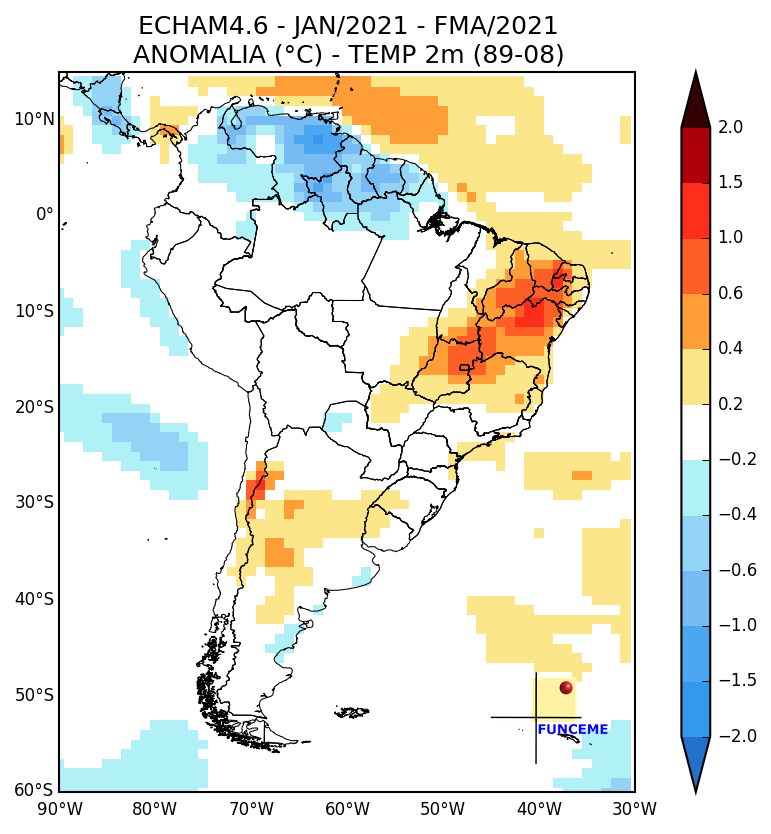 ECHAM4.6 - JAN/2021 - FMA/2021
ANOMALIA (°C) - TEMP 2m (89-08)
10°N
0°
10°S
20°S
30°S
40°S
50°S
60°S
90°W 80°W 70°W 60°W 50°W 40°W 30°W
2.0
1.5
1.0
0.6
0.4
0.2
−0.2
−0.4
−0.6
−1.0
−1.5
−2.0
FUNCEME